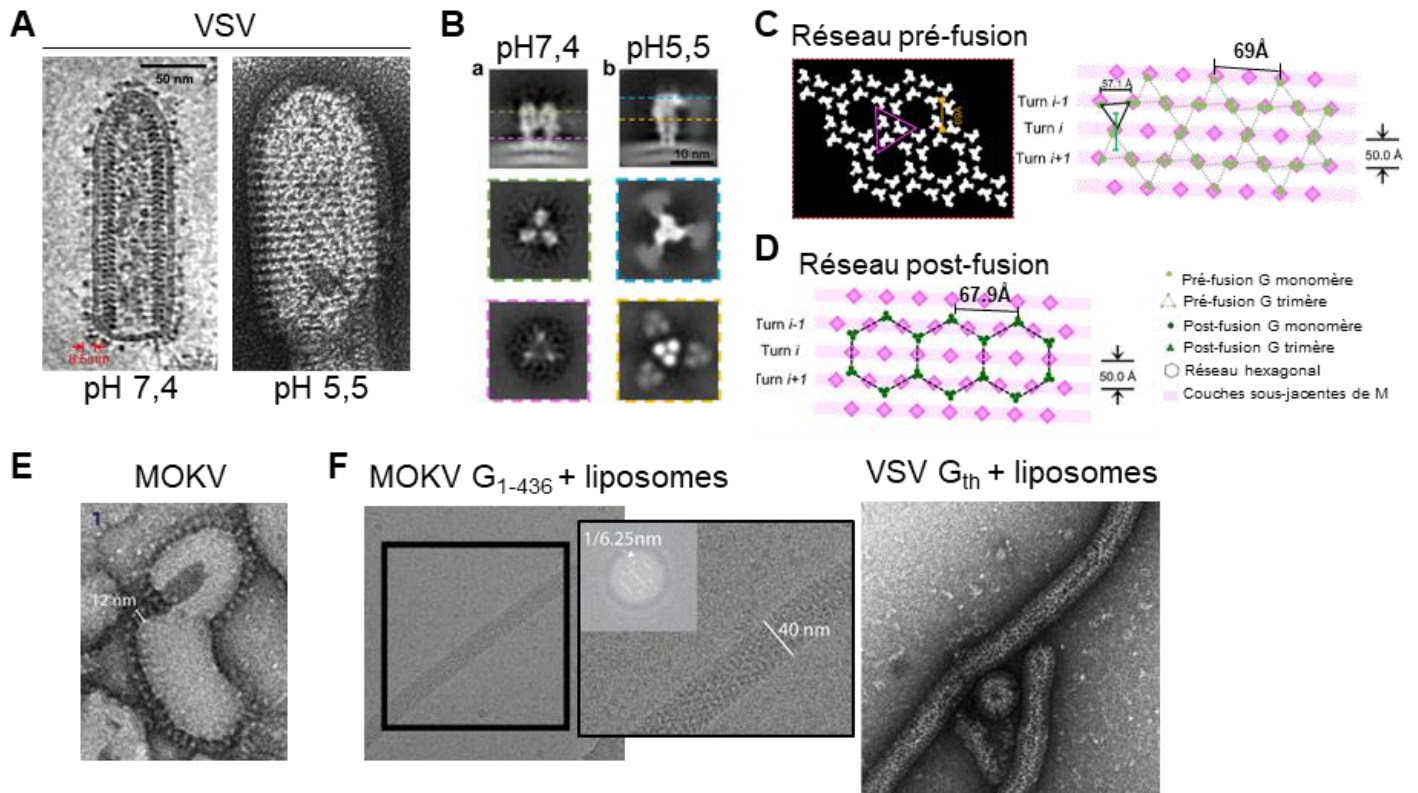 A
VSV
50 nm
8.5nm
pH 7,4
pH 5,5
B
pH7,4
pH5,5
a
b
10 nm
C
Réseau pré-fusion
69Å
69Å
57.1 Å
Turn i-1
Turn i
Turn i+1
50.0 Å
D
Réseau post-fusion
67.9Å
Turn i-1
Turn i
Turn i+1
50.0 Å
Pré-fusion G monomère
Pré-fusion G trimère
Post-fusion G monomère
Post-fusion G trimère
Réseau hexagonal
Couches sous-jacentes de M
E
MOKV
1
12 nm
F
MOKV G1-436 + liposomes
1/6.25nm
40 nm
VSV Gth + liposomes